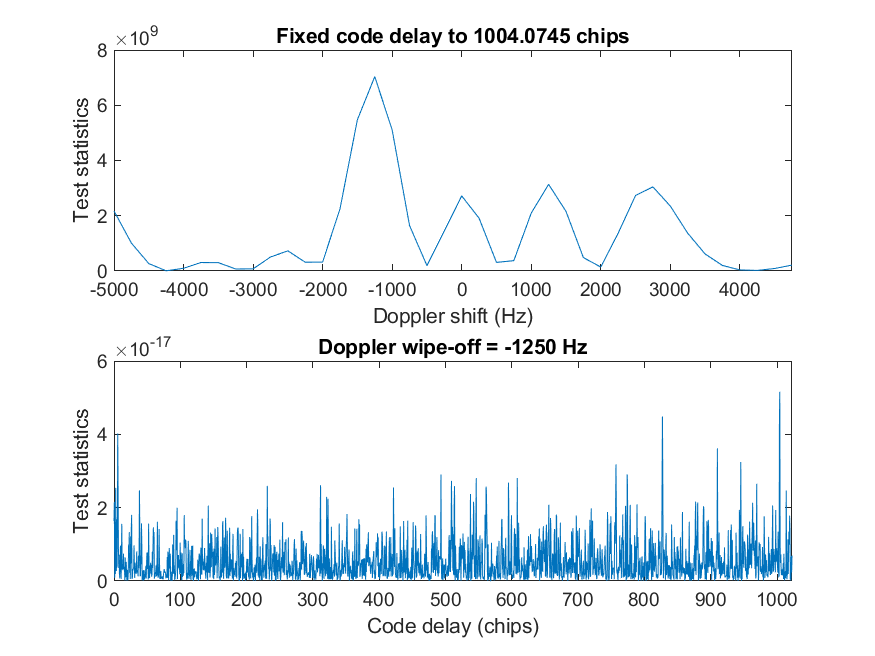 ×10^9
Fixed code delay to 1004.0745 chips
8
6
4
2
0
Test statistics
-5000 -4000 -3000 -2000 -1000 0 1000 2000 3000 4000
Doppler shift (Hz)
×10^-17
Doppler wipe-off = -1250 Hz
6
4
2
0
Test statistics
0 100 200 300 400 500 600 700 800 900 1000
Code delay (chips)